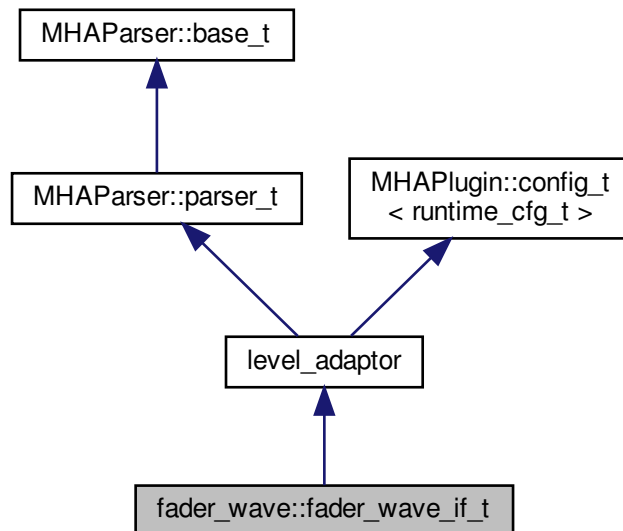 MHAParser::base_t
MHAParser::parser_t
MHAPlugin::config_t
< runtime_cfg_t >
level_adaptor
fader_wave::fader_wave_if_t